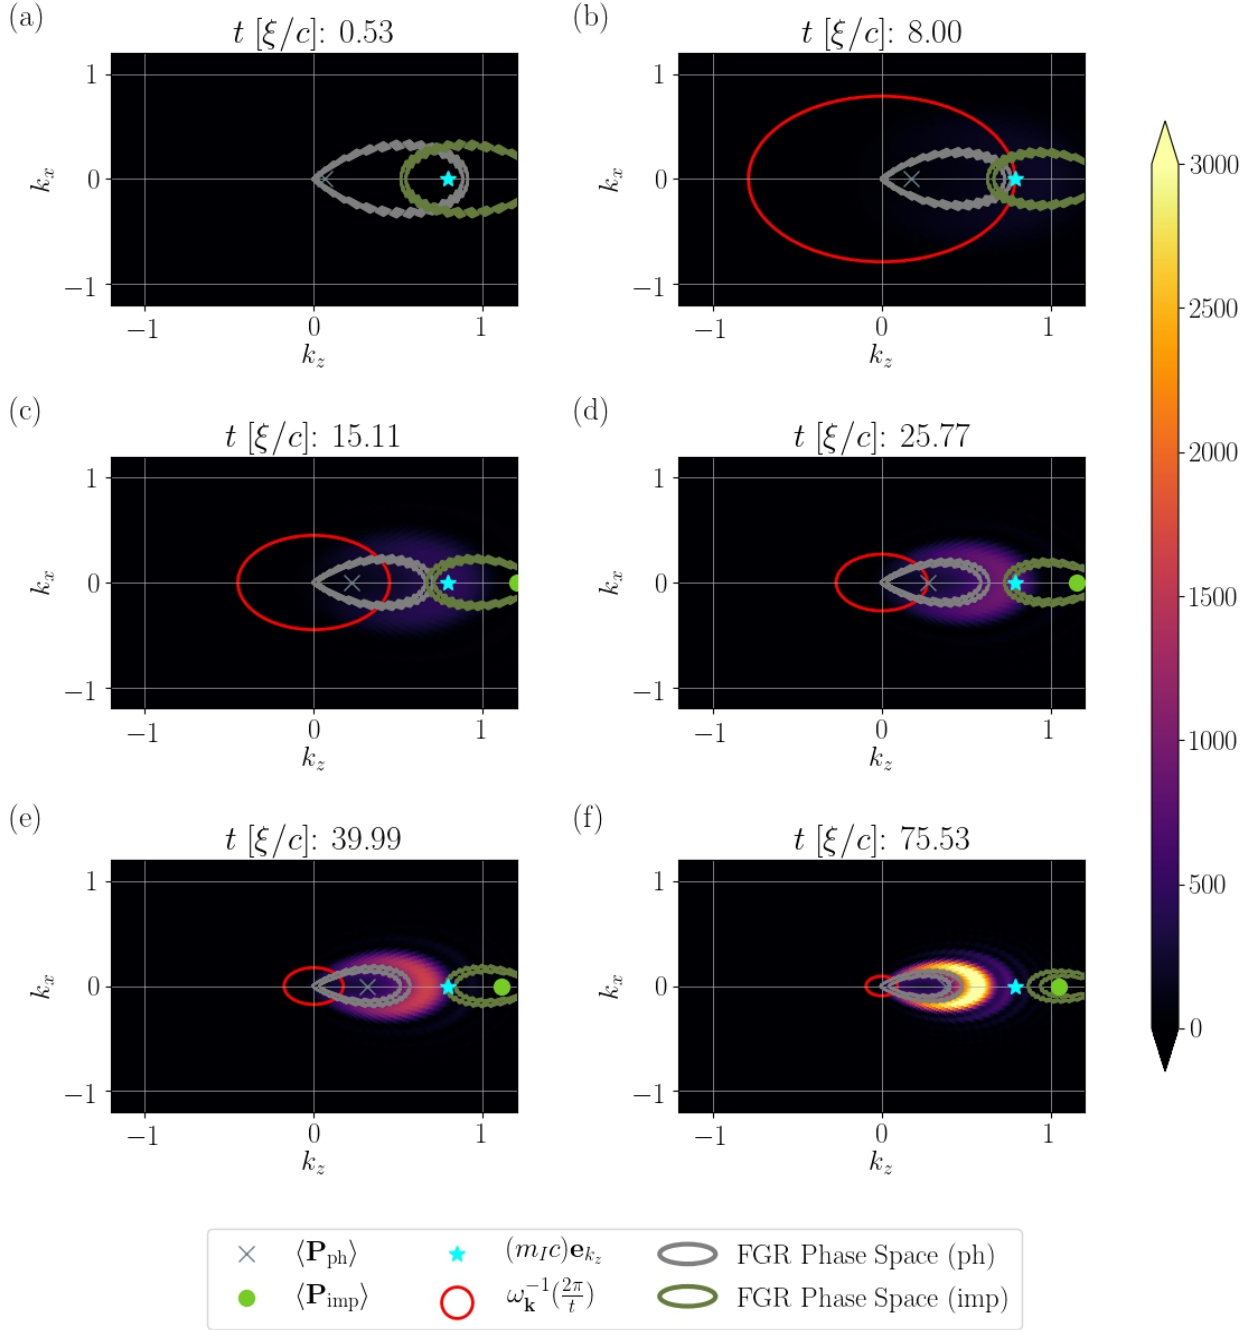 (a)
t [ξ/c]: 0.53
1
0
−1
k_x
−1
0
1
k_z
(b)
t [ξ/c]: 8.00
1
0
−1
k_x
−1
0
1
k_z
(c)
t [ξ/c]: 15.11
1
0
−1
k_x
−1
0
1
k_z
(d)
t [ξ/c]: 25.77
1
0
−1
k_x
−1
0
1
k_z
(e)
t [ξ/c]: 39.99
1
0
−1
k_x
−1
0
1
k_z
(f)
t [ξ/c]: 75.53
1
0
−1
k_x
−1
0
1
k_z
3000
2500
2000
1500
1000
500
0
⟨P_ph⟩
⟨P_imp⟩
(m_I c)e_{k_z}
ω_k^{-1}(2π/t)
FGR Phase Space (ph)
FGR Phase Space (imp)